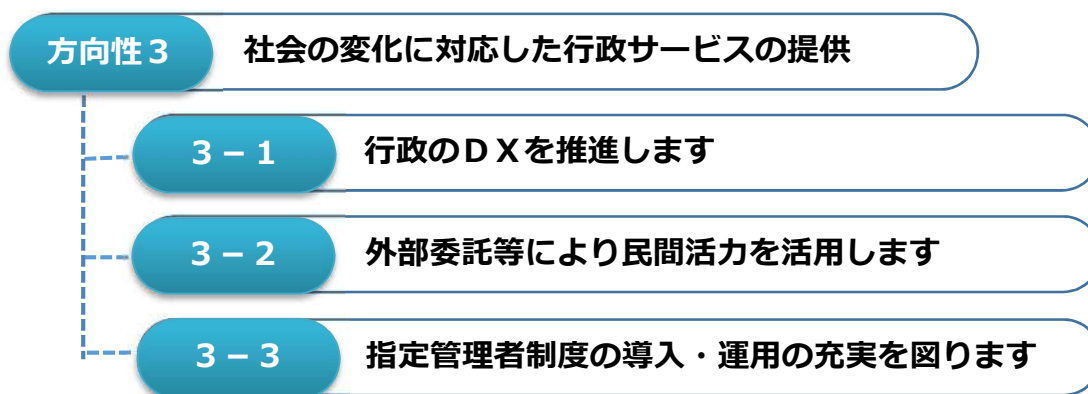 方向性３ 社会の変化に対応した行政サービスの提供
３－１ 行政のＤＸを推進します
３－２ 外部委託等により民間活力を活用します
３－３ 指定管理者制度の導入・運用の充実を図ります